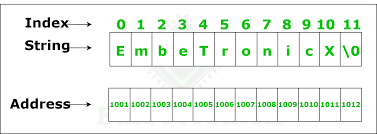 Index 0 1 2 3 4 5 6 7 8 9 10 11
String E m b e T r o n i c X \0
Address 1001 1002 1003 1004 1005 1006 1007 1008 1009 1010 1011 1012